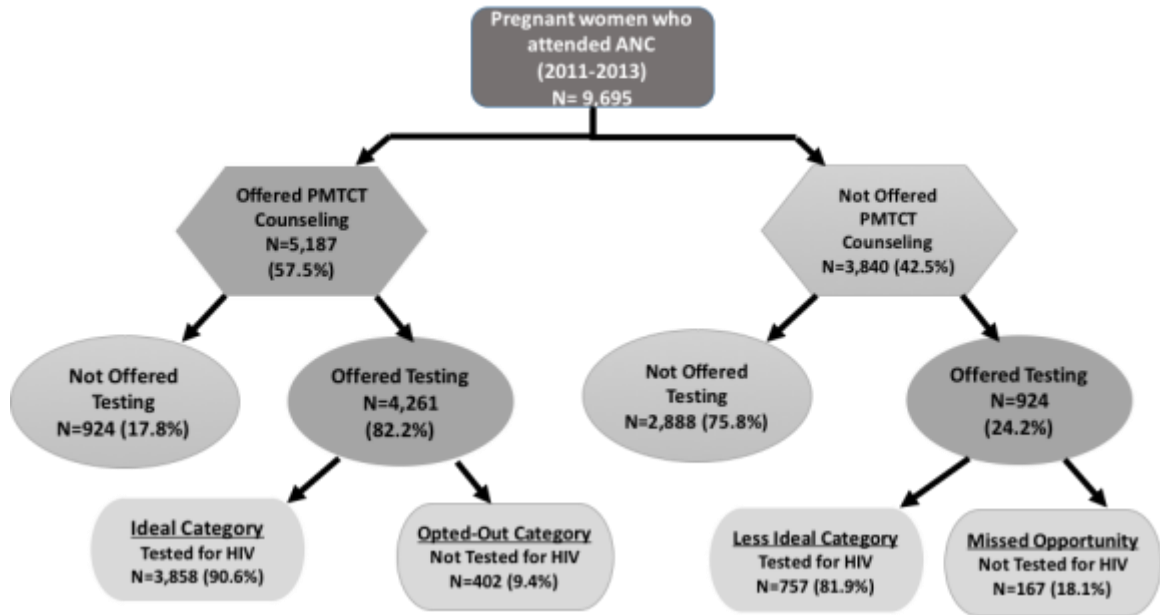 Pregnant women who
attended ANC
(2011-2013)
N= 9,695
Offered PMTCT
Counseling
N=5,187
(57.5%)
Not Offered
PMTCT
Counseling
N=3,840 (42.5%)
Not Offered
Testing
N=924 (17.8%)
Offered Testing
N=4,261
(82.2%)
Not Offered
Testing
N=2,888 (75.8%)
Offered Testing
N=924
(24.2%)
Ideal Category
Tested for HIV
N=3,858 (90.6%)
Opted-Out Category
Not Tested for HIV
N=402 (9.4%)
Less Ideal Category
Tested for HIV
N=757 (81.9%)
Missed Opportunity
Not Tested for HIV
N=167 (18.1%)